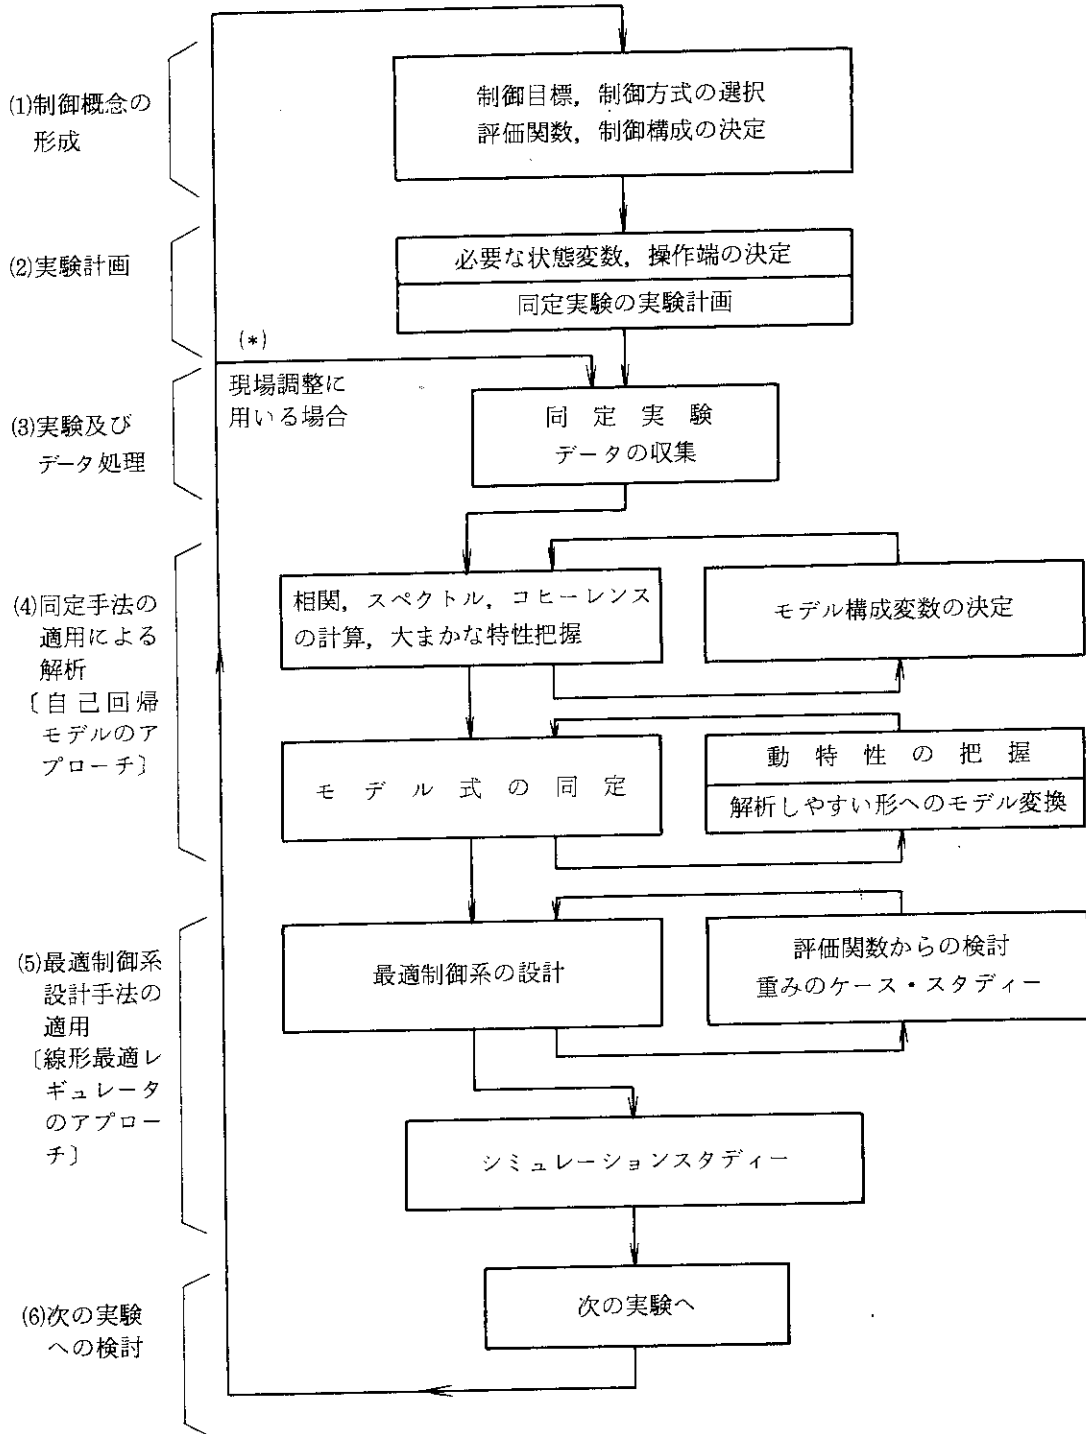 (1)制御概念の
形成
制御目標，制御方式の選択
評価関数，制御構成の決定
(2)実験計画
必要な状態変数，操作端の決定
同定実験の実験計画
(*)
現場調整に
用いる場合
(3)実験及び
データ処理
同定実験
データの収集
(4)同定手法の
適用による
解析
〔自己回帰
モデルのア
プローチ〕
相関，スペクトル，コヒーレンス
の計算，大まかな特性把握
モデル構成変数の決定
モデル式の同定
動特性の把握
解析しやすい形へのモデル変換
(5)最適制御系
設計手法の
適用
〔線形最適レ
ギュレータ
のアプロー
チ〕
最適制御系の設計
評価関数からの検討
重みのケース・スタディー
シミュレーションスタディー
(6)次の実験
への検討
次の実験へ